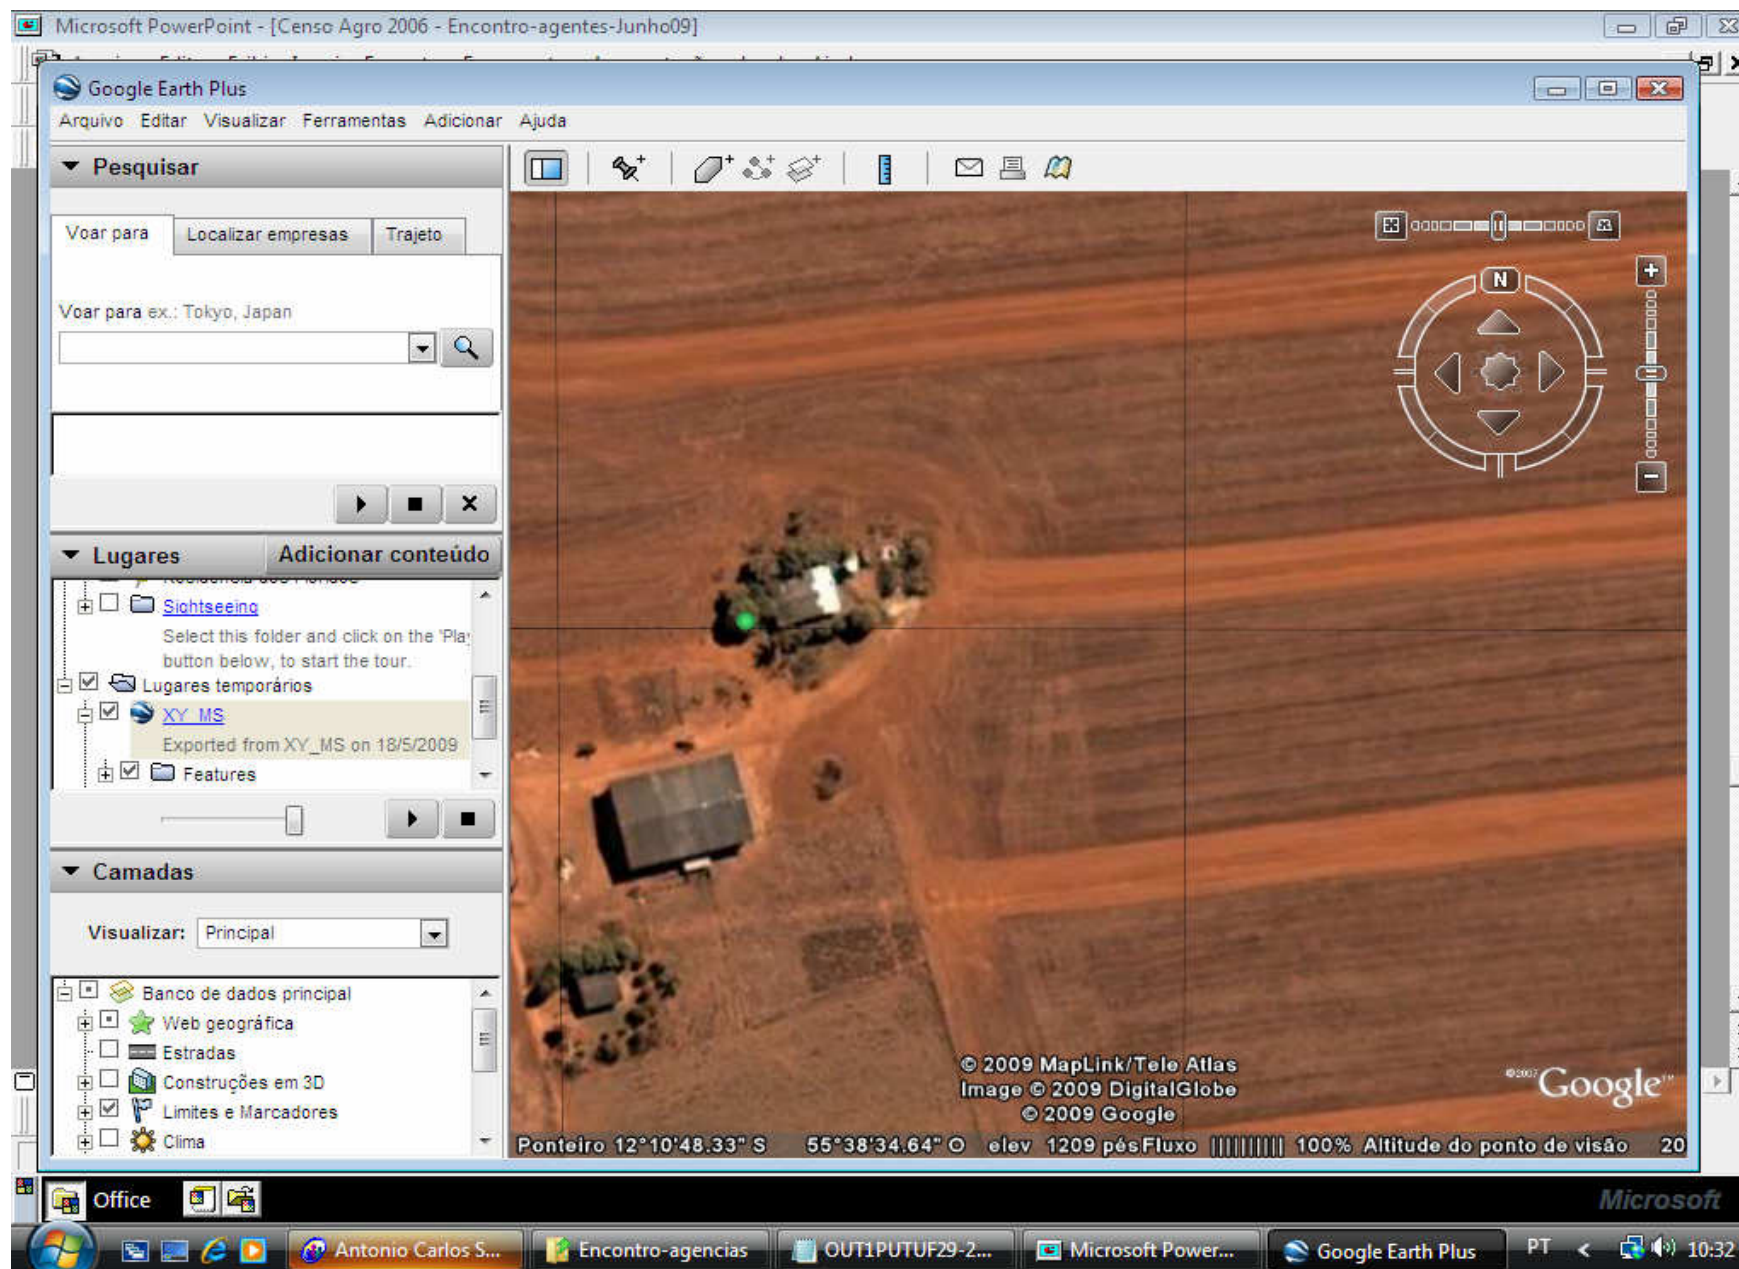 Microsoft PowerPoint - [Censo Agro 2006 - Encontro-agentes-Junho09]
Google Earth Plus
Arquivo Editar Visualizar Ferramentas Adicionar Ajuda
Pesquisar
Voar para Localizar empresas Trajeto
Voar para ex.: Tokyo, Japan
N
Lugares Adicionar conteúdo
Sightseeing
Select this folder and click on the 'Play
button below, to start the tour.
Lugares temporários
XY_MS
Exported from XY_MS on 18/5/2009
Features
Camadas
Visualizar: Principal
Banco de dados principal
Web geográfica
Estradas
Construções em 3D
Limites e Marcadores
Clima
© 2009 MapLink/Tele Atlas
Image © 2009 DigitalGlobe
© 2009 Google
©2007 Google™
Ponteiro 12°10'48.33" S 55°38'34.64" O elev 1209 pés Fluxo |||||||||| 100% Altitude do ponto de visão 20
Office
Microsoft
Antonio Carlos S... Encontro-agencias OUT1PUTUF29-2... Microsoft Power... Google Earth Plus PT < 10:32